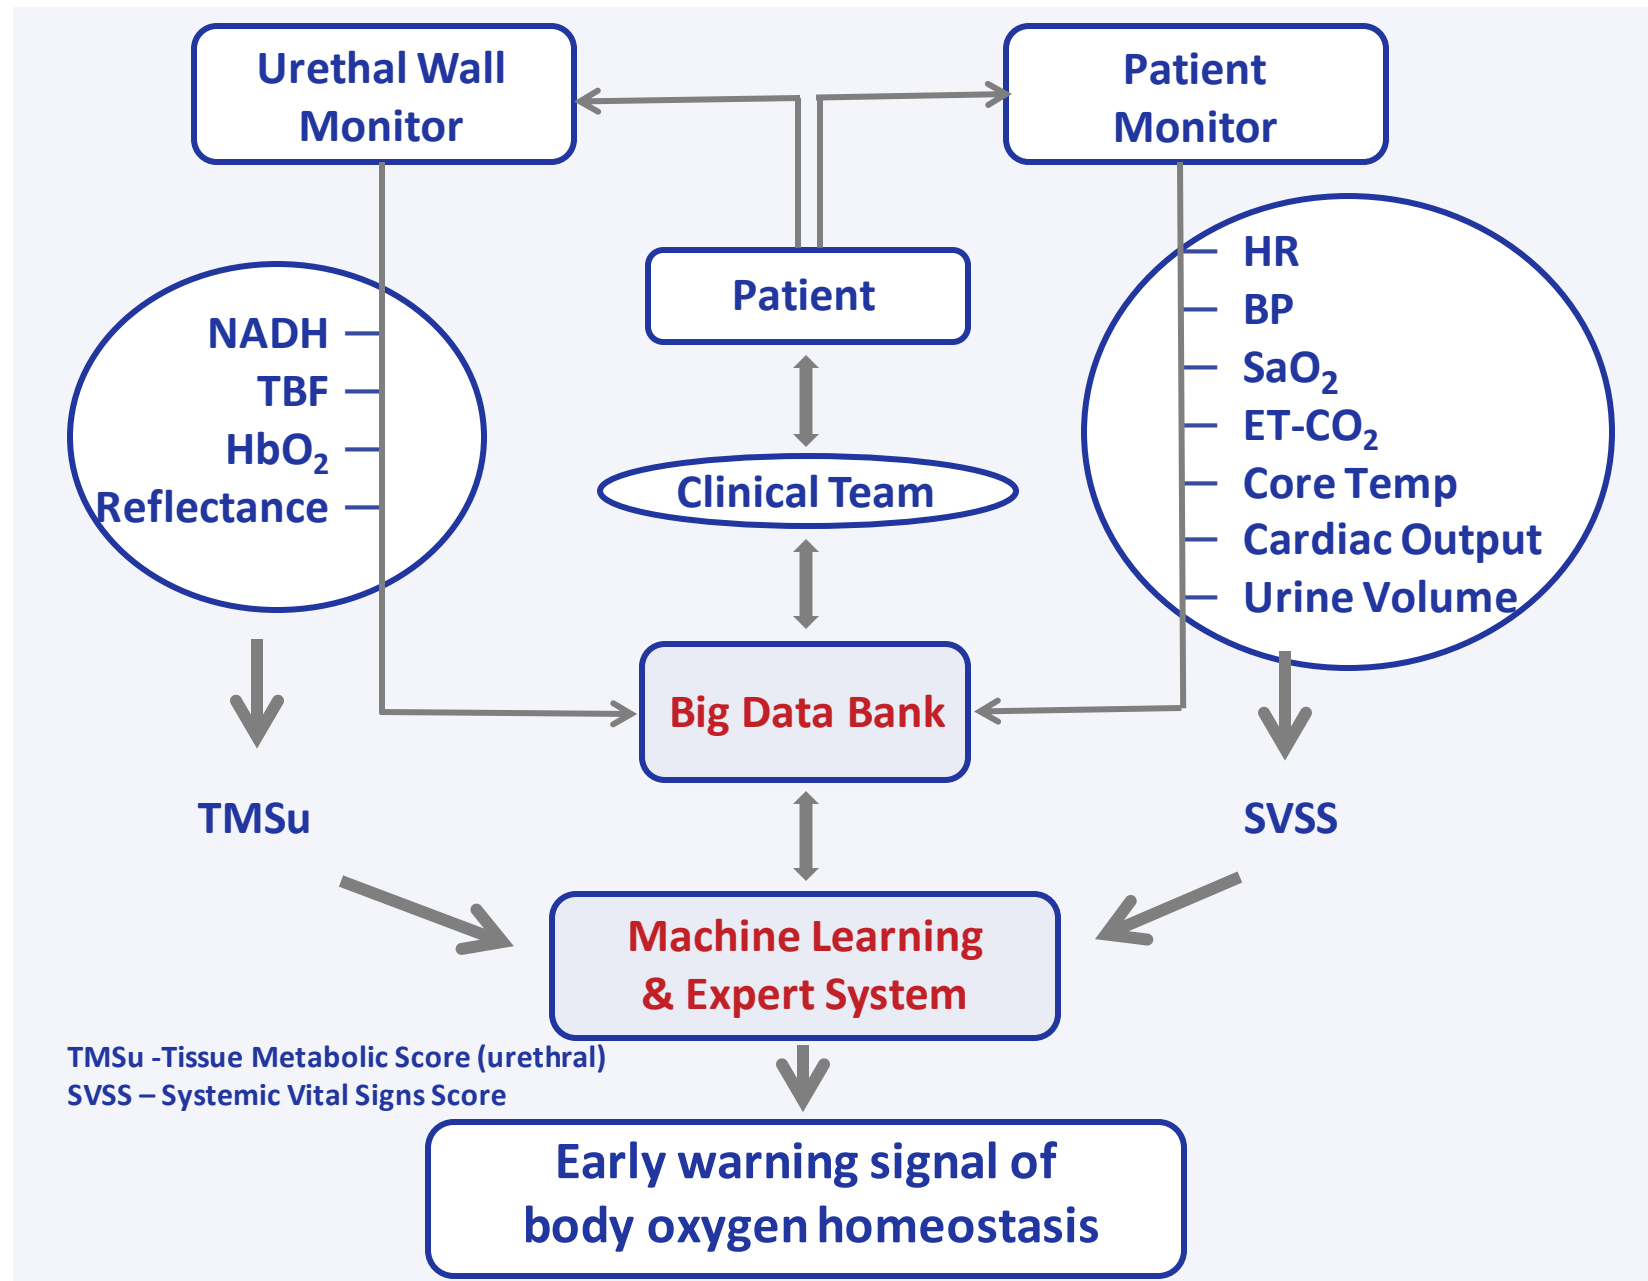 Urethal Wall
Monitor
Patient
Monitor
Patient
NADH
TBF
HbO₂
Reflectance
HR
BP
SaO₂
ET-CO₂
Core Temp
Cardiac Output
Urine Volume
Clinical Team
Big Data Bank
TMSu
SVSS
Machine Learning
& Expert System
TMSu -Tissue Metabolic Score (urethral)
SVSS – Systemic Vital Signs Score
Early warning signal of
body oxygen homeostasis